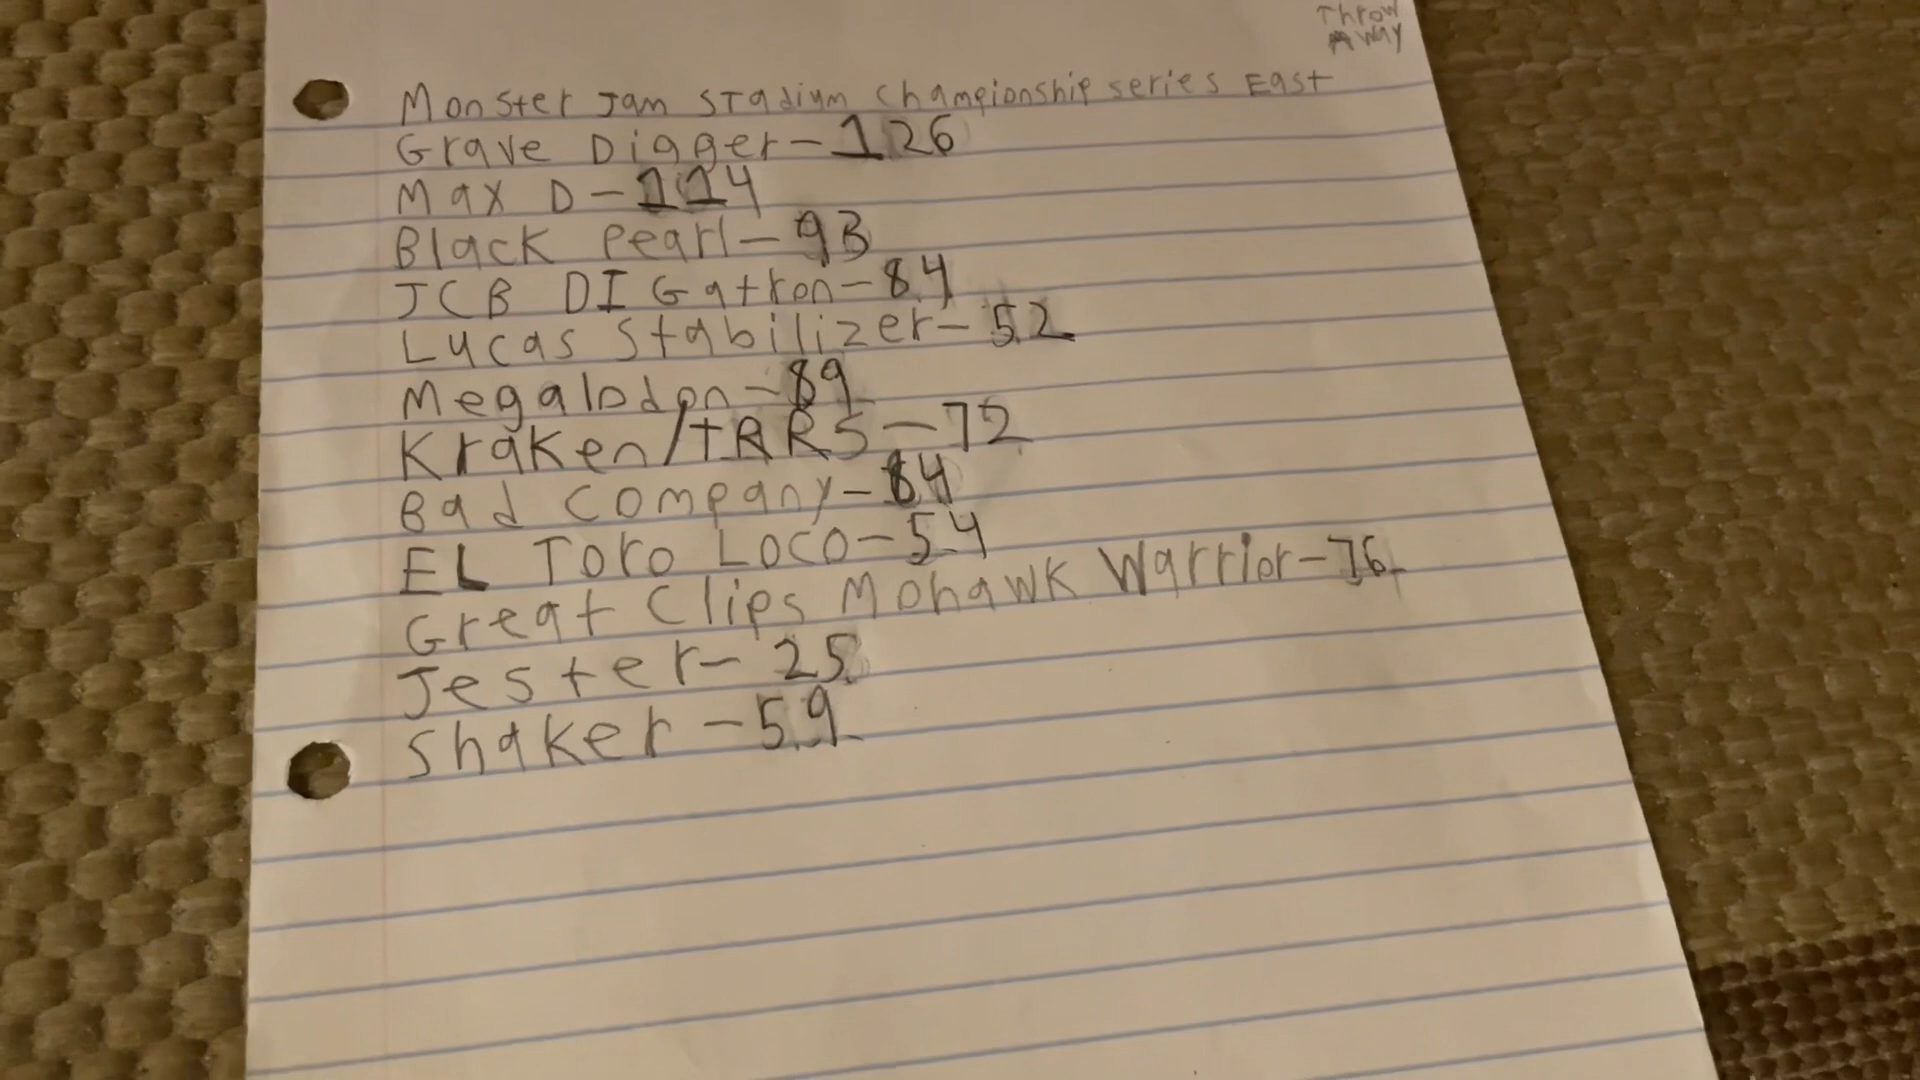 Throw
Away
Monster Jam Stadium Championship series East
Grave Digger-126
Max D-114
Black Pearl-93
JCB DIGatron-84
Lucas Stabilizer-52
Megalodon-89
Kraken/TRRS-72
Bad Company-84
EL Toro Loco-54
Great Clips Mohawk Warrior-76
Jester-25
Shaker-59